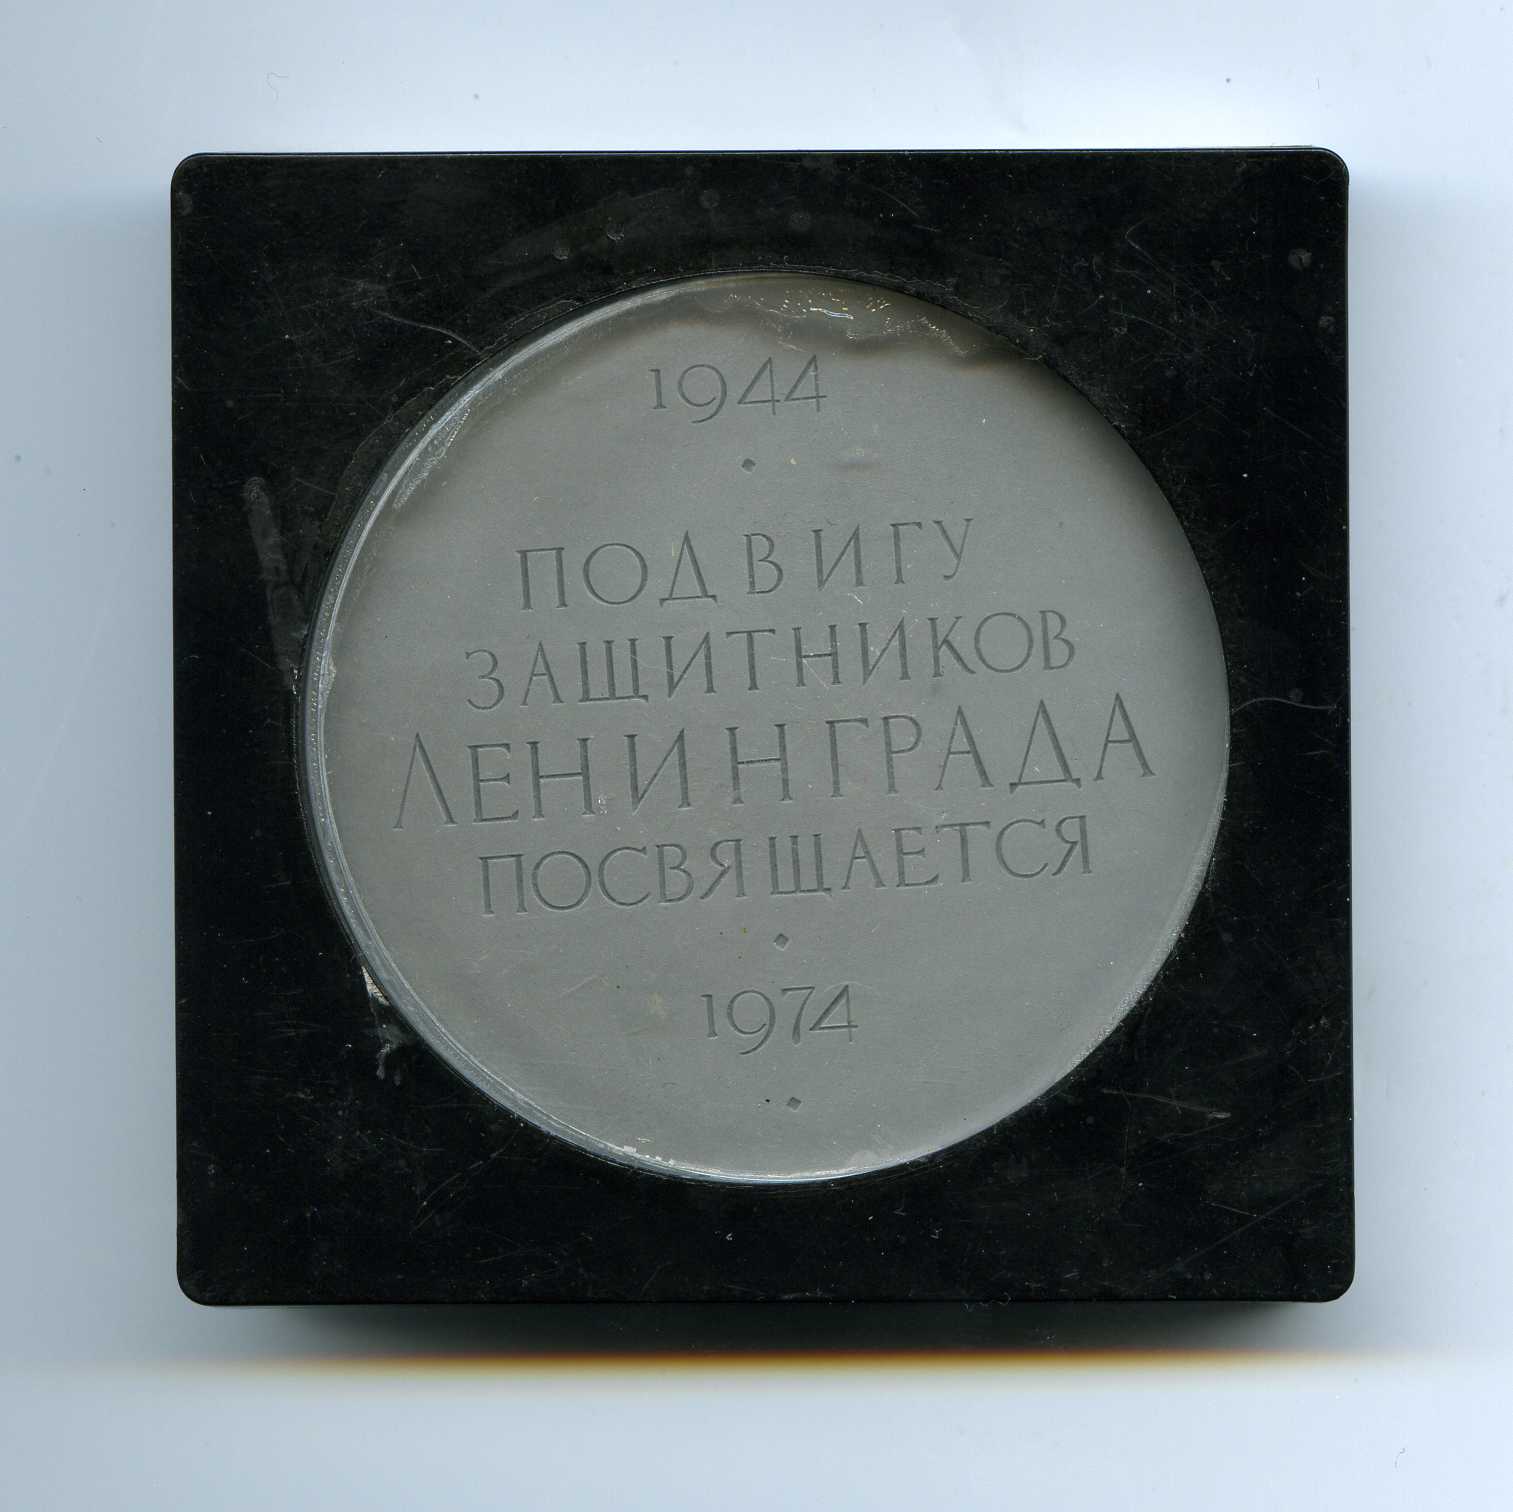 1944
ПОДВИГУ
ЗАЩИТНИКОВ
ЛЕНИНГРАДА
ПОСВЯЩАЕТСЯ
1974